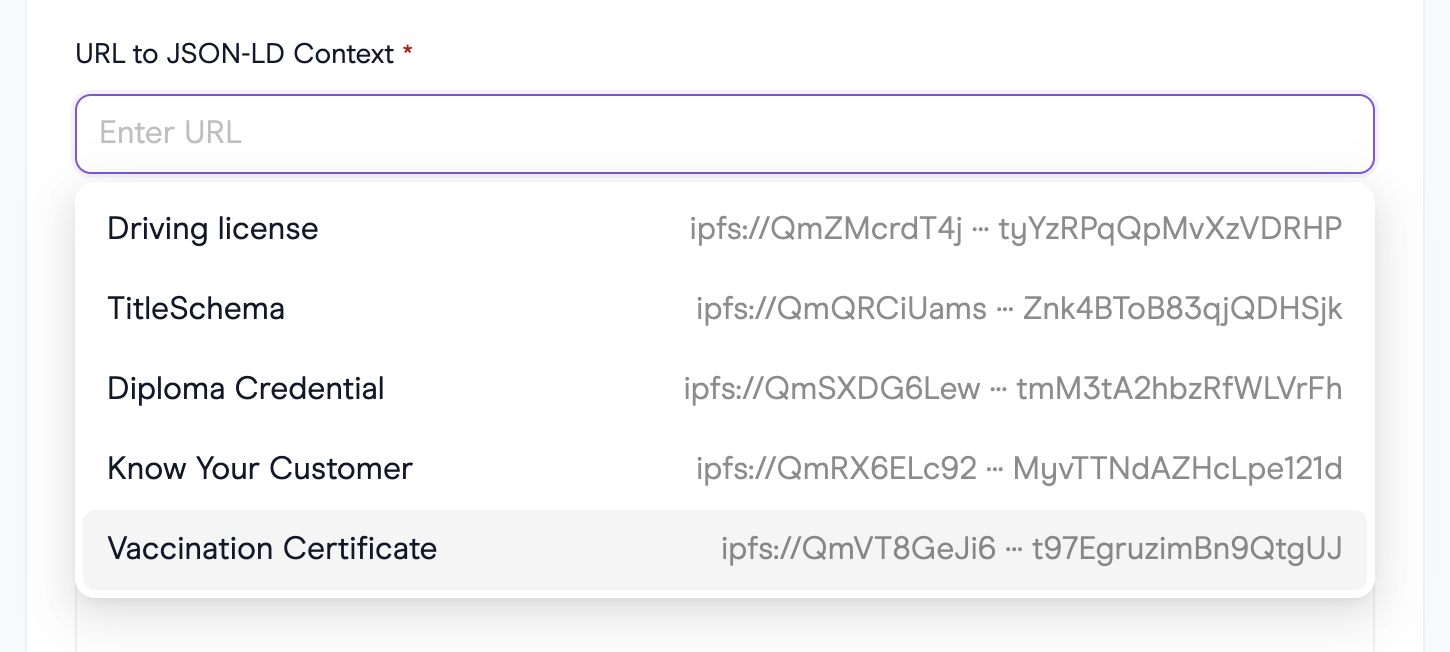 URL to JSON-LD Context *
Enter URL
Driving license ipfs://QmZMcrdT4j ··· tyYzRPqQpMvXzVDRHP
TitleSchema ipfs://QmQRCiUams ··· Znk4BToB83qjQDHSjk
Diploma Credential ipfs://QmSXDG6Lew ··· tmM3tA2hbzRfWLVrFh
Know Your Customer ipfs://QmRX6ELc92 ··· MyvTTNdAZHcLpe121d
Vaccination Certificate ipfs://QmVT8GeJi6 ··· t97EgruzimBn9QtgUJ